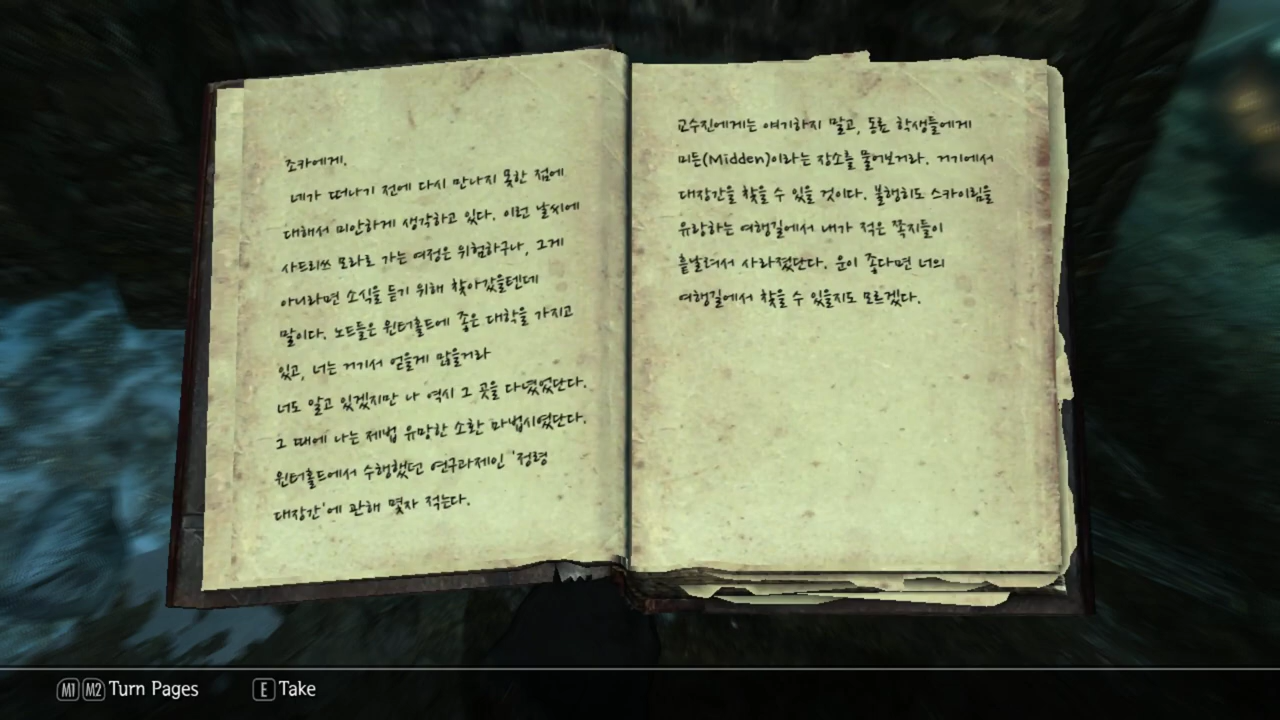 조카에게.
네가 떠나기 전에 다시 만나지 못한 점에
대해서 미안하게 생각하고 있다. 이런 날씨에
사드리쓰 모라로 가는 여정은 위험하구나, 그게
아니라면 소식을 듣기 위해 찾아갔을텐데
말이다. 노드들은 윈터홀드에 좋은 대학을 가지고
있고, 너는 거기서 얻을게 많을거라
너도 알고 있겠지만 나 역시 그 곳을 다녔었단다.
그 때에 나는 제법 유망한 소환 마법사였단다.
윈터홀드에서 수행했던 연구과제인 '정령
대장간'에 관해 몇자 적는다.
교수진에게는 얘기하지 말고, 동료 학생들에게
미든(Midden)이라는 장소를 물어보거라. 거기에서
대장간을 찾을 수 있을 것이다. 불행히도 스카이림을
유랑하는 여행길에서 내가 적은 쪽지들이
흩날려서 사라졌단다. 운이 좋다면 너의
여행길에서 찾을 수 있을지도 모르겠다.
M1 M2 Turn Pages
E Take